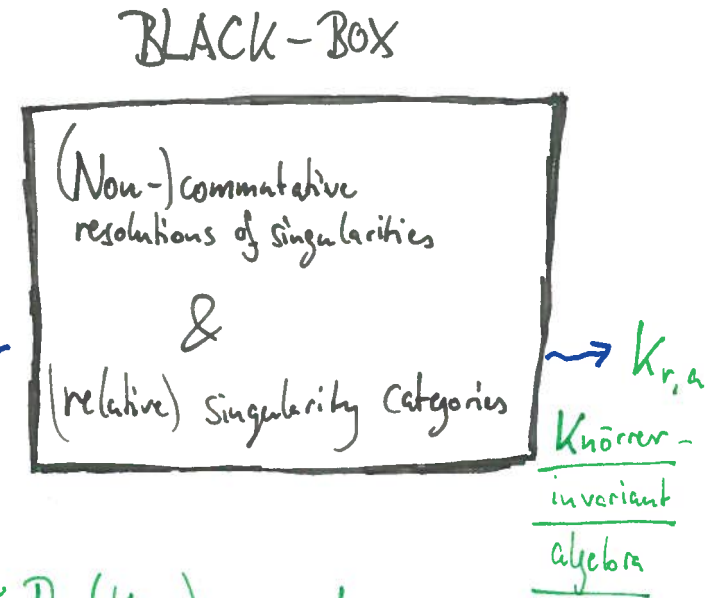 BLACK-BOX
(Non-)commutative
resolutions of singularities
&
(relative) singularity categories
K_{r,a}
Knörrer-
invariant
algebra